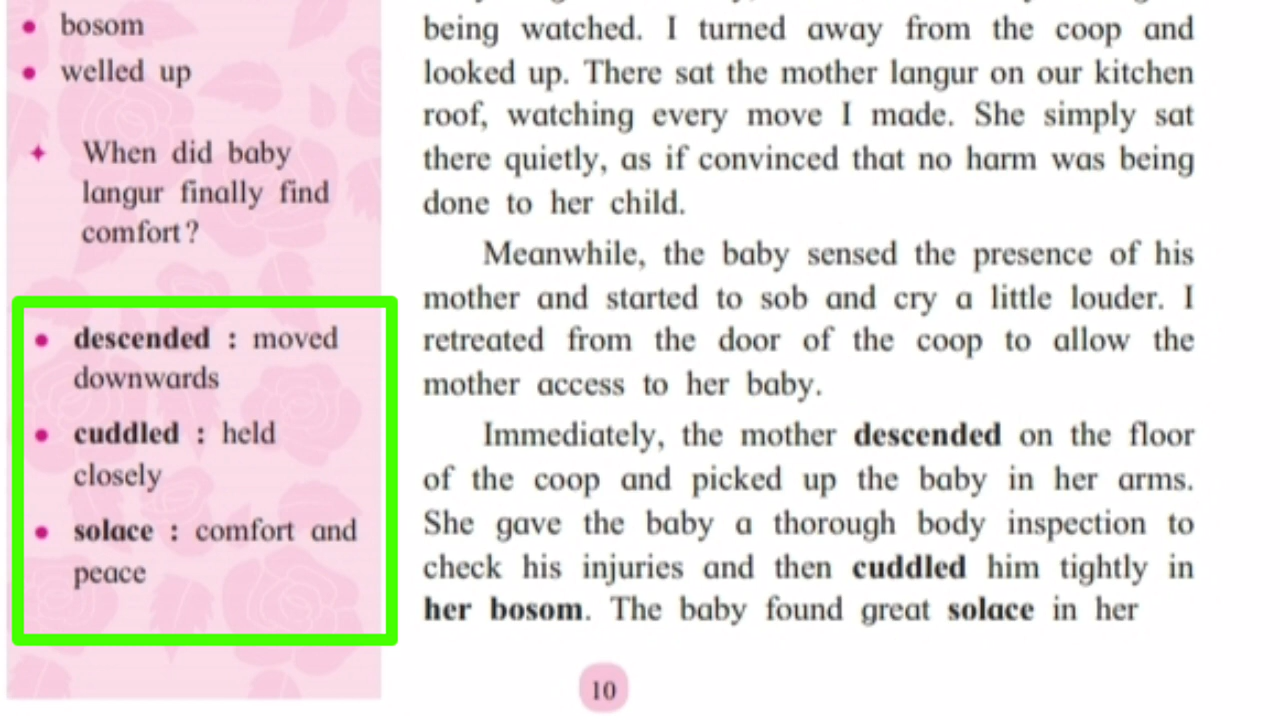 bosom
welled up
When did baby
langur finally find
comfort?
descended : moved
downwards
cuddled : held
closely
solace : comfort and
peace
being watched. I turned away from the coop and
looked up. There sat the mother langur on our kitchen
roof, watching every move I made. She simply sat
there quietly, as if convinced that no harm was being
done to her child.
Meanwhile, the baby sensed the presence of his
mother and started to sob and cry a little louder. I
retreated from the door of the coop to allow the
mother access to her baby.
Immediately, the mother descended on the floor
of the coop and picked up the baby in her arms.
She gave the baby a thorough body inspection to
check his injuries and then cuddled him tightly in
her bosom. The baby found great solace in her
10